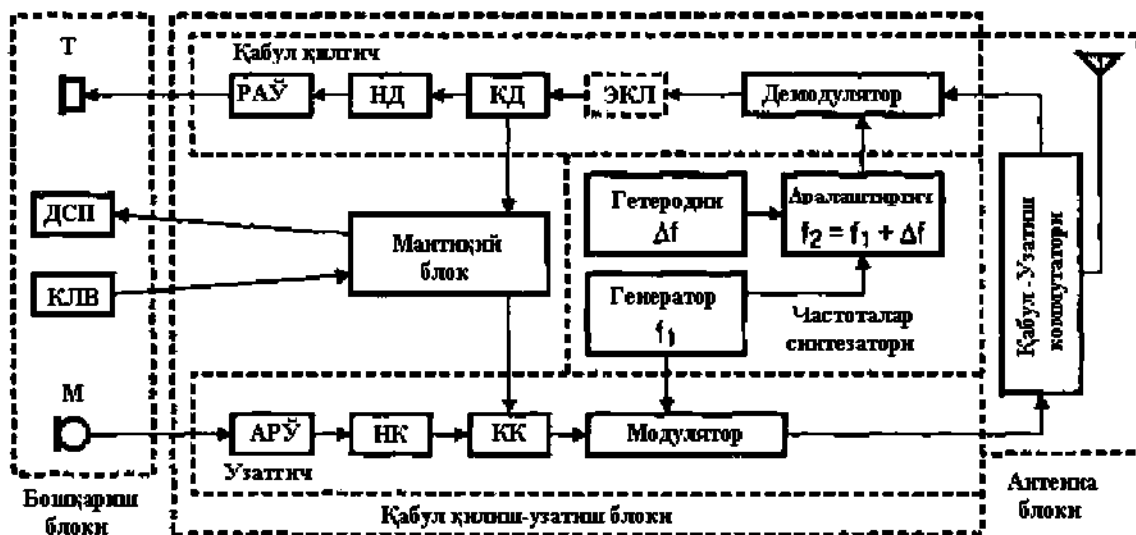 Т
Қабул қилгич
РАЎ
НД
КД
ЭКЛ
Демодулятор
ДСП
КЛВ
Мантиқий
блок
Гетеродин
Δf
Аралаштиргич
f₂ = f₁ + Δf
Генератор
f₁
Частоталар
синтезатори
Қабул -Узатиш
коммутатори
М
АРЎ
НК
КК
Модулятор
Узатгич
Бошқариш
блоки
Қабул қилиш-узатиш блоки
Антенна
блоки